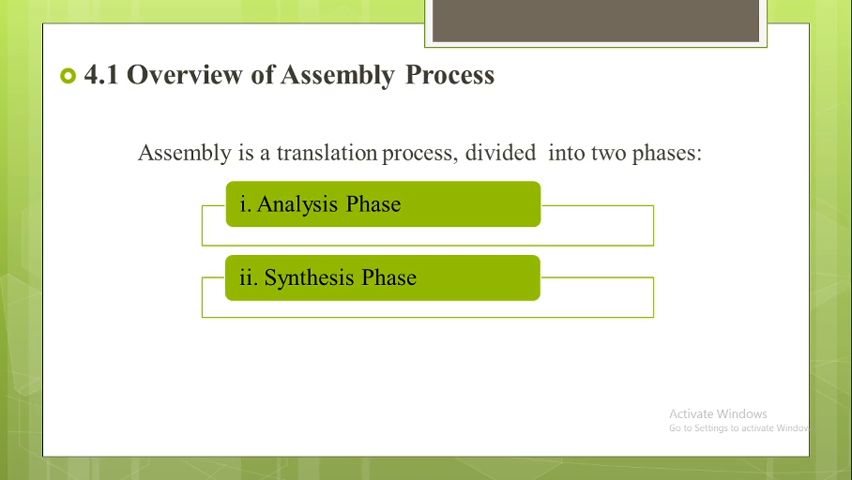 4.1 Overview of Assembly Process
Assembly is a translation process, divided into two phases:
i. Analysis Phase
ii. Synthesis Phase
Activate Windows
Go to Settings to activate Window